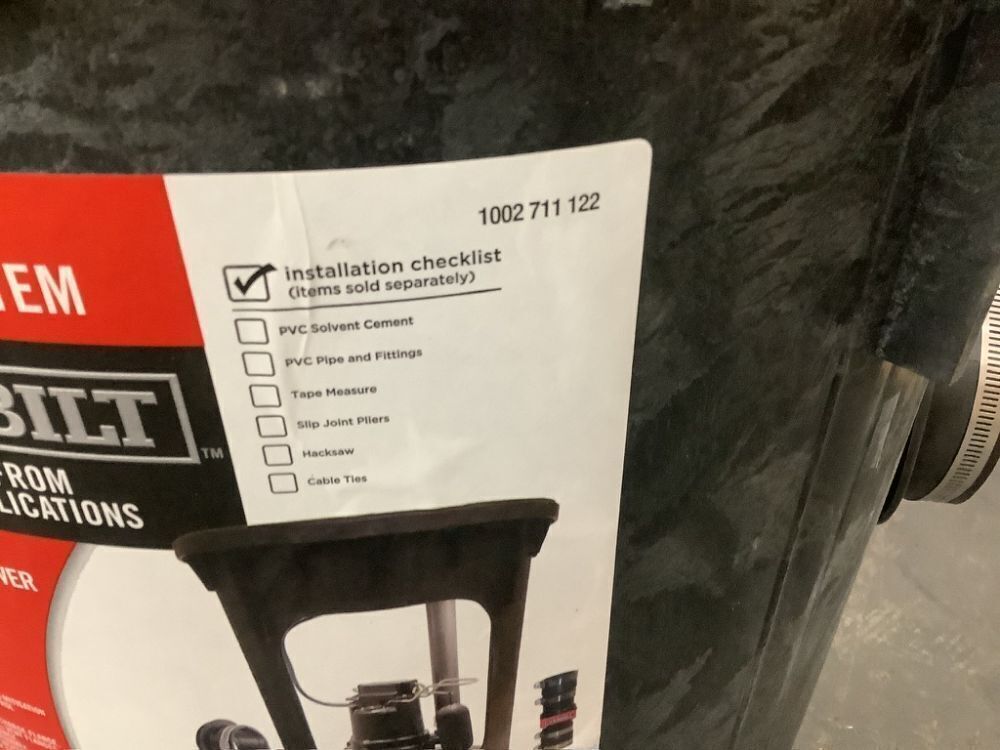 1002 711 122
installation checklist
(items sold separately)
PVC Solvent Cement
PVC Pipe and Fittings
Tape Measure
Slip Joint Pliers
Hacksaw
Cable Ties
TEM
BILT
TM
FROM
LICATIONS
VER